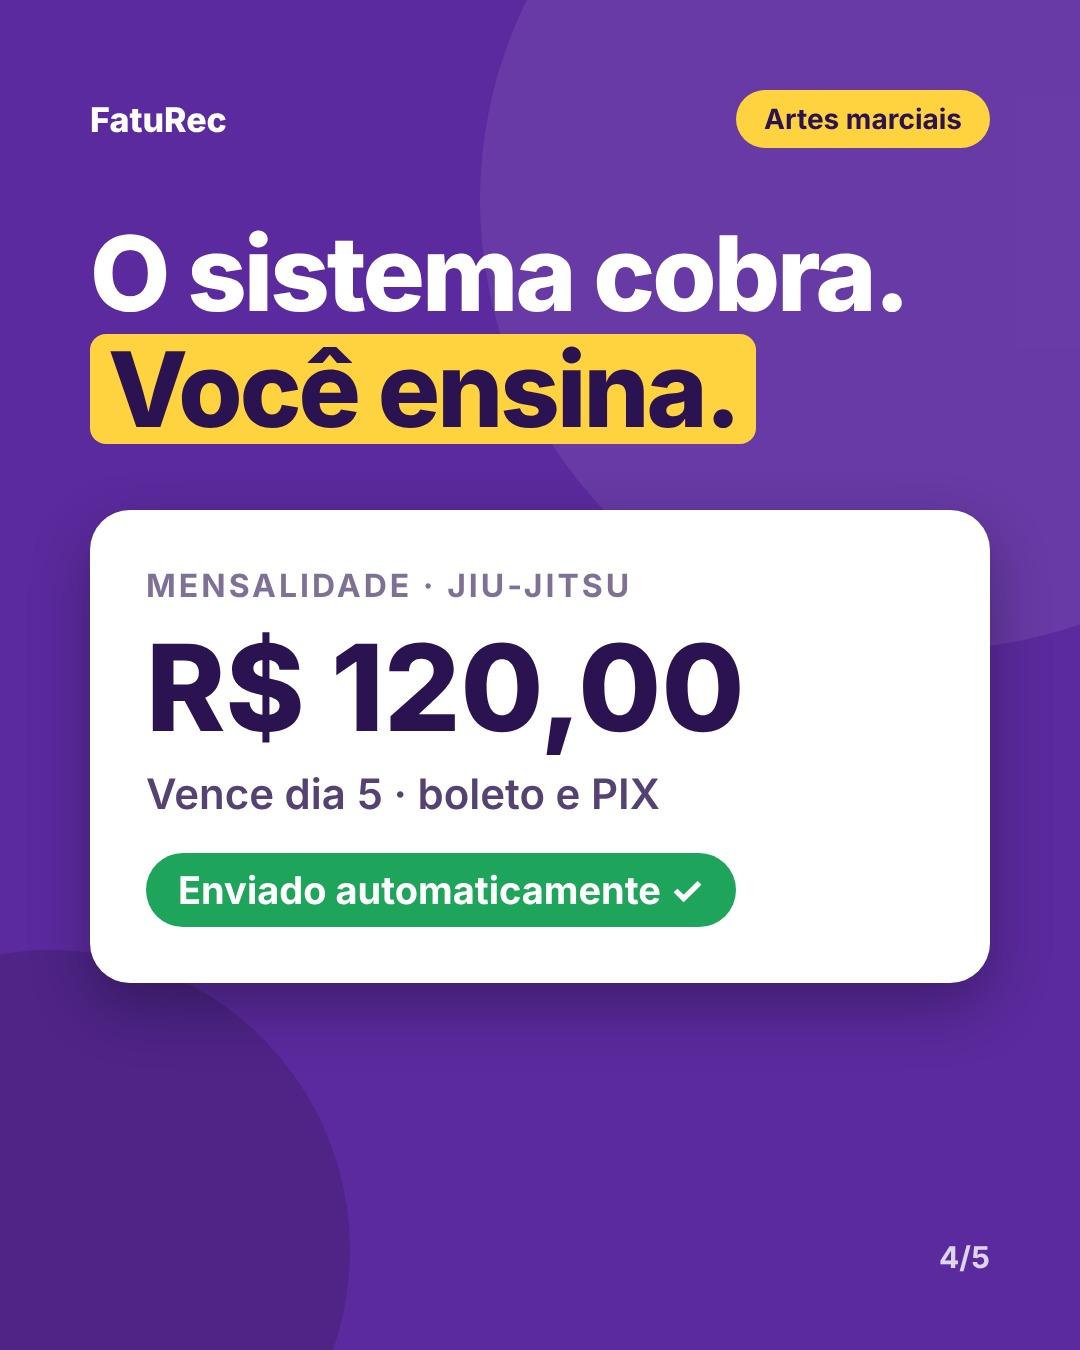 FatuRec
Artes marciais
O sistema cobra.
Você ensina.
MENSALIDADE · JIU-JITSU
R$ 120,00
Vence dia 5 · boleto e PIX
Enviado automaticamente ✓
4/5